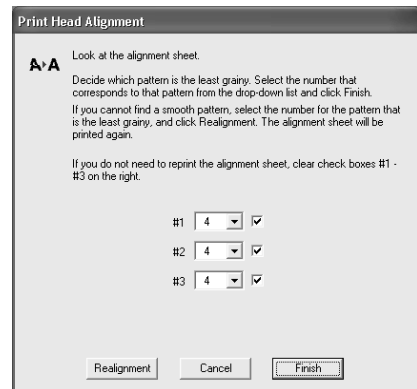 Print Head Alignment
A›A
Look at the alignment sheet.
Decide which pattern is the least grainy. Select the number that
corresponds to that pattern from the drop-down list and click Finish.
If you cannot find a smooth pattern, select the number for the pattern that
is the least grainy, and click Realignment. The alignment sheet will be
printed again.
If you do not need to reprint the alignment sheet, clear check boxes #1 -
#3 on the right.
#1 4
#2 4
#3 4
Realignment Cancel Finish